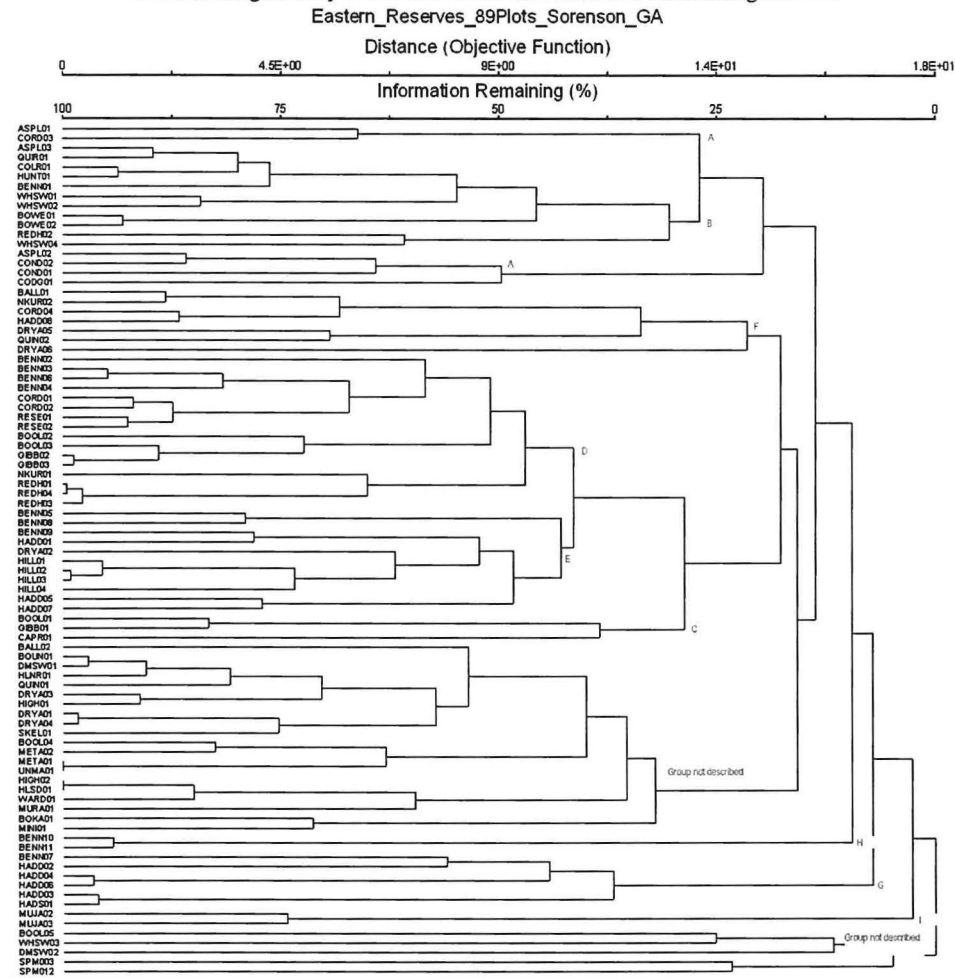 Eastern_Reserves_89Plots_Sorenson_GA
Distance (Objective Function)
0 4.5E+00 9E+00 1.4E+01 1.8E+01
Information Remaining (%)
100 75 50 25 0
ASPL01
CORD03
A
ASPL03
QUIR01
COLR01
HUNT01
BENN01
WHSW01
WHSW02
BOWE01
BOWE02
B
REDH02
WHSW04
ASPL02
COND02
A
COND01
CODG01
BALL01
NKUR02
CORD04
HADD08
DRYA05
F
QUIN02
DRYA06
BENN02
BENN03
BENN06
BENN04
CORD01
CORD02
RESE01
RESE02
BOOL02
BOOL03
D
GIBB02
GIBB03
NKUR01
REDH01
REDH04
REDH03
BENN05
BENN08
BENN09
HADD01
DRYA02
E
HILL01
HILL02
HILL03
HILL04
HADD05
HADD07
BOOL01
GIBB01
C
CAPR01
BALL02
BOUN01
DMSW01
HLNR01
QUIN01
DRYA03
HIGH01
DRYA01
DRYA04
SKEL01
BOOL04
META02
META01
Group not described
UNMA01
HIGH02
HLSD01
WARD01
MURA01
BOKA01
MINI01
BENN10
H
BENN11
BENN07
HADD02
HADD04
G
HADD06
HADD03
HADS01
MUJA02
I
MUJA03
BOOL05
WHSW03
Group not described
DMSW02
SPM003
SPM012